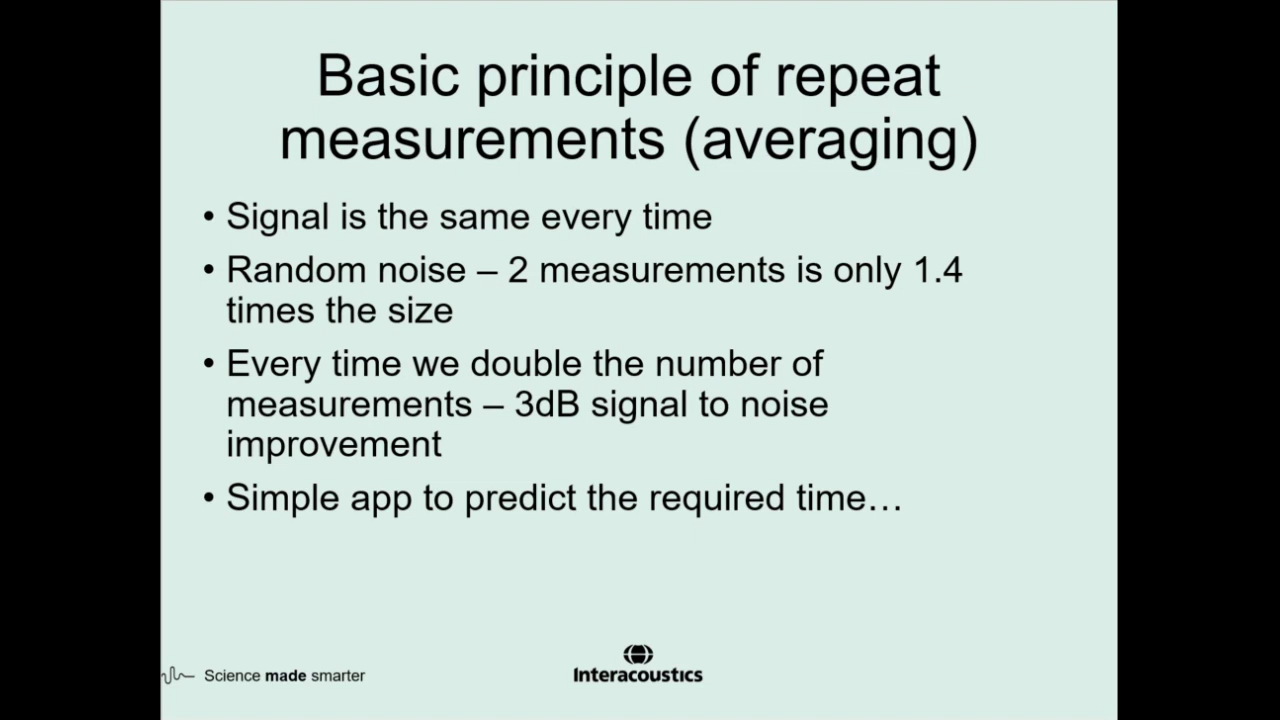 Basic principle of repeat
measurements (averaging)
• Signal is the same every time
• Random noise – 2 measurements is only 1.4
times the size
• Every time we double the number of
measurements – 3dB signal to noise
improvement
• Simple app to predict the required time…
Science made smarter
Interacoustics